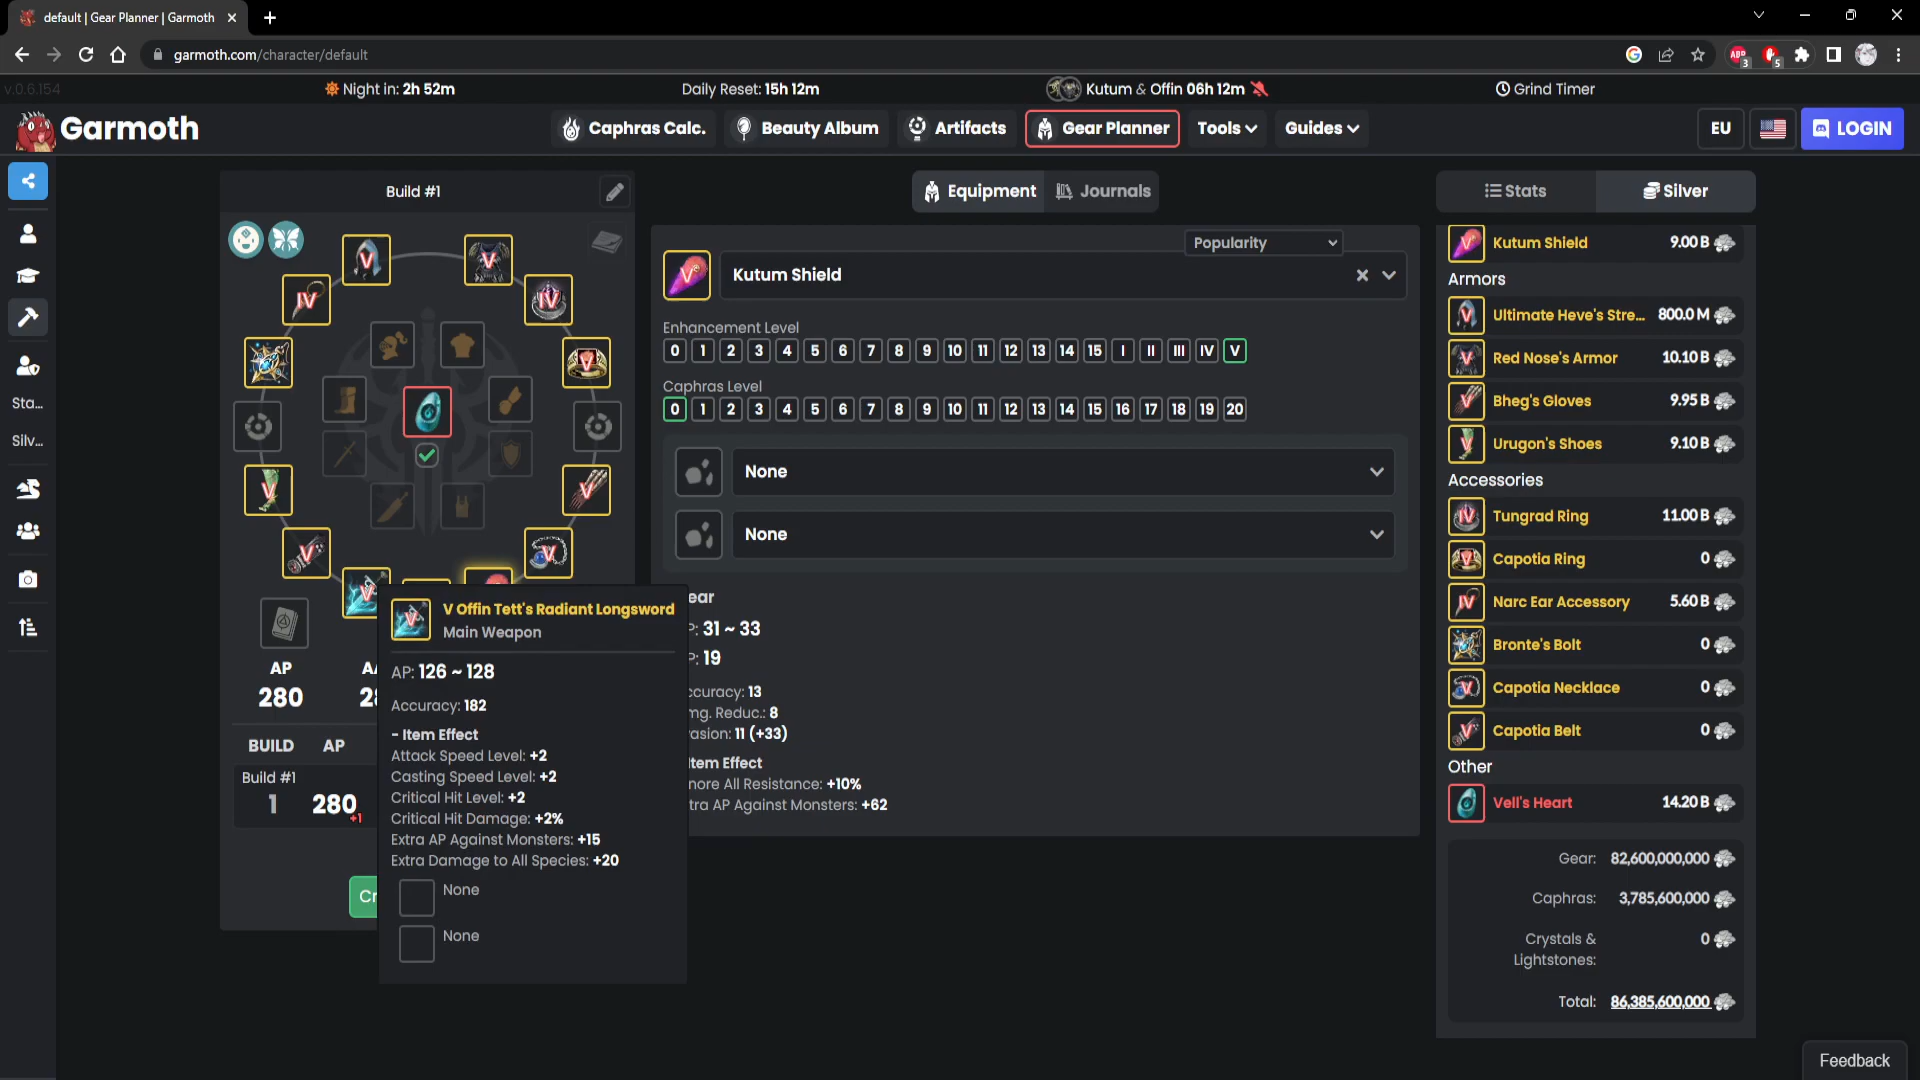 default | Gear Planner | Garmoth
garmoth.com/character/default
v.0.6.154
Night in: 2h 52m
Daily Reset: 15h 12m
Kutum & Offin 06h 12m
Grind Timer
Garmoth
Caphras Calc.
Beauty Album
Artifacts
Gear Planner
Tools
Guides
EU
LOGIN
Build #1
Equipment
Journals
Stats
Silver
Sta...
Silv...
Popularity
Kutum Shield
Enhancement Level
0 1 2 3 4 5 6 7 8 9 10 11 12 13 14 15 I II III IV V
Caphras Level
0 1 2 3 4 5 6 7 8 9 10 11 12 13 14 15 16 17 18 19 20
None
None
ear
P: 31 ~ 33
P: 19
ccuracy: 13
mg. Reduc.: 8
asion: 11 (+33)
tem Effect
nore All Resistance: +10%
tra AP Against Monsters: +62
AP
280
BUILD AP
Build #1
1 280
+1
Cr
V Offin Tett's Radiant Longsword
Main Weapon
AP: 126 ~ 128
Accuracy: 182
- Item Effect
Attack Speed Level: +2
Casting Speed Level: +2
Critical Hit Level: +2
Critical Hit Damage: +2%
Extra AP Against Monsters: +15
Extra Damage to All Species: +20
None
None
Kutum Shield 9.00 B
Armors
Ultimate Heve's Stre... 800.0 M
Red Nose's Armor 10.10 B
Bheg's Gloves 9.95 B
Urugon's Shoes 9.10 B
Accessories
Tungrad Ring 11.00 B
Capotia Ring 0
Narc Ear Accessory 5.60 B
Bronte's Bolt 0
Capotia Necklace 0
Capotia Belt 0
Other
Vell's Heart 14.20 B
Gear: 82,600,000,000
Caphras: 3,785,600,000
Crystals & Lightstones: 0
Total: 86,385,600,000
Feedback